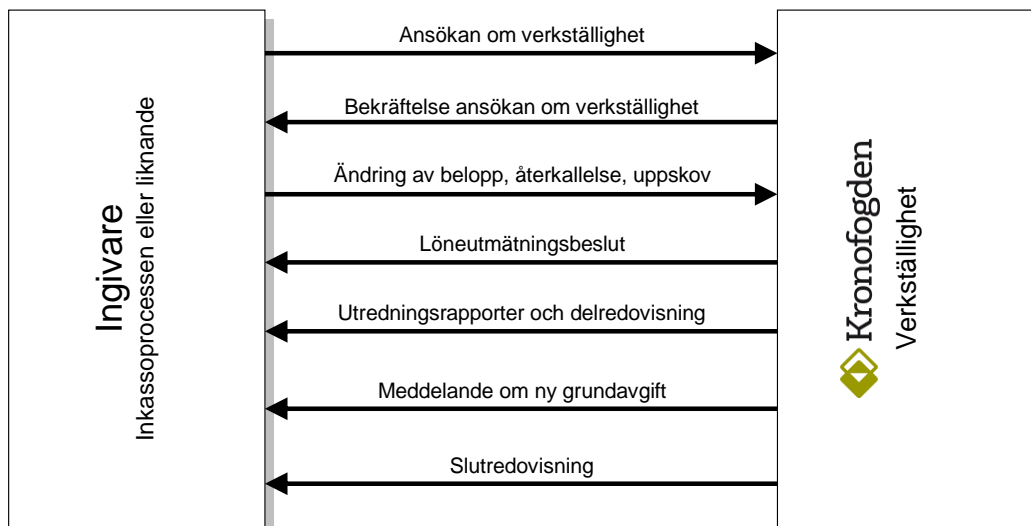 Ingivare
Inkassoprocessen eller liknande
Ansökan om verkställighet
Bekräftelse ansökan om verkställighet
Ändring av belopp, återkallelse, uppskov
Löneutmätningsbeslut
Utredningsrapporter och delredovisning
Meddelande om ny grundavgift
Slutredovisning
Kronofogden
Verkställighet